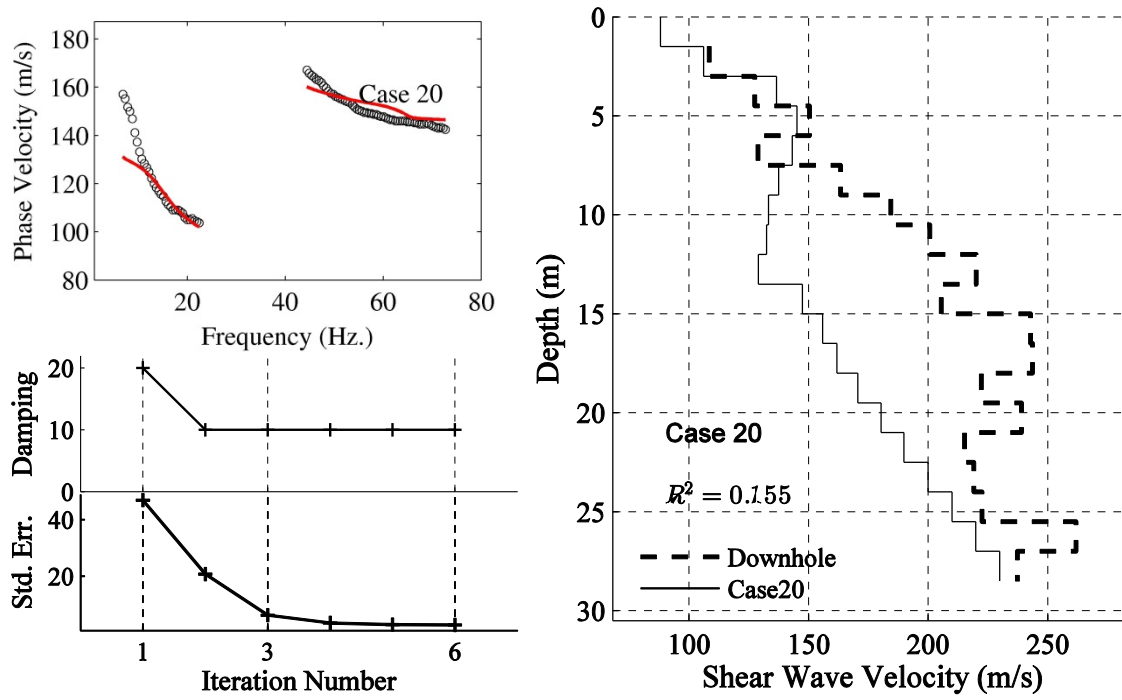 180
160
140
120
100
80
Phase Velocity (m/s)
Case 20
20
40
60
80
Frequency (Hz.)
20
10
0
Damping
40
20
Std. Err.
1
3
6
Iteration Number
0
5
10
15
20
25
30
Depth (m)
Case 20
R² = 0.155
Downhole
Case20
100
150
200
250
Shear Wave Velocity (m/s)